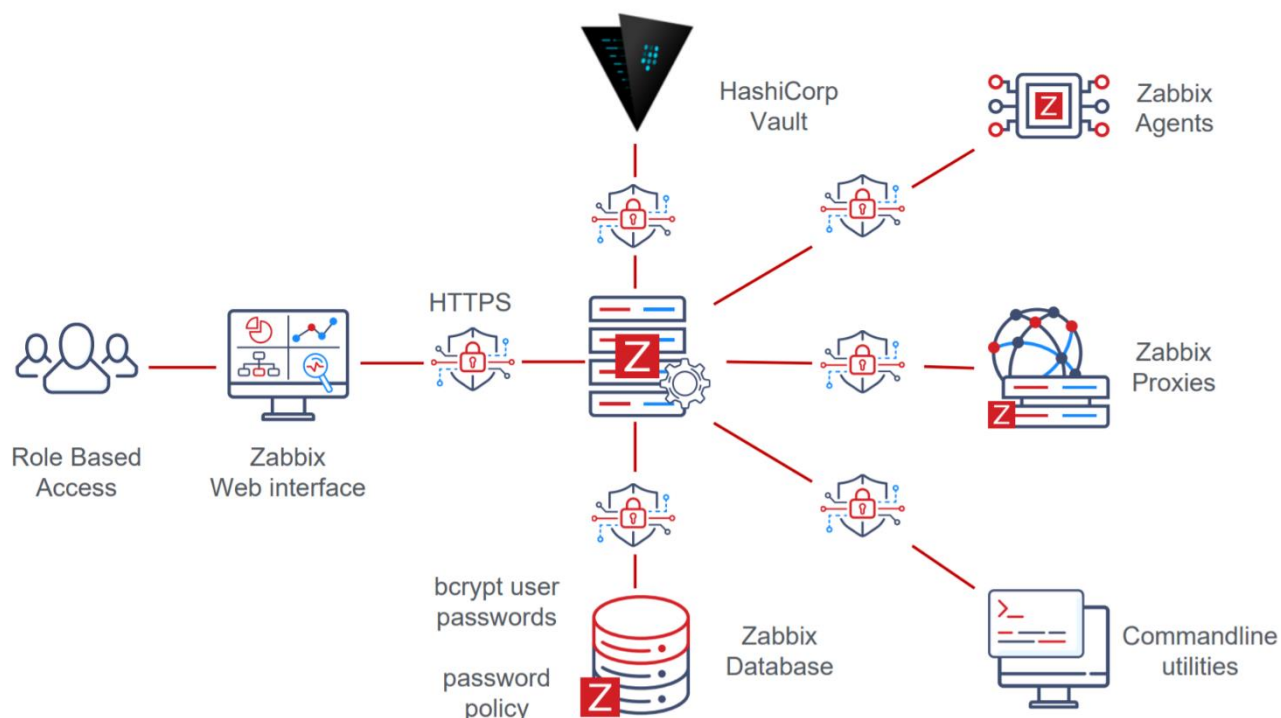 HashiCorp
Vault
Zabbix
Agents
HTTPS
Z
Z
Zabbix
Proxies
Z
Role Based
Access
Zabbix
Web interface
bcrypt user
passwords
password
policy
Z
Zabbix
Database
>_
Commandline
utilities